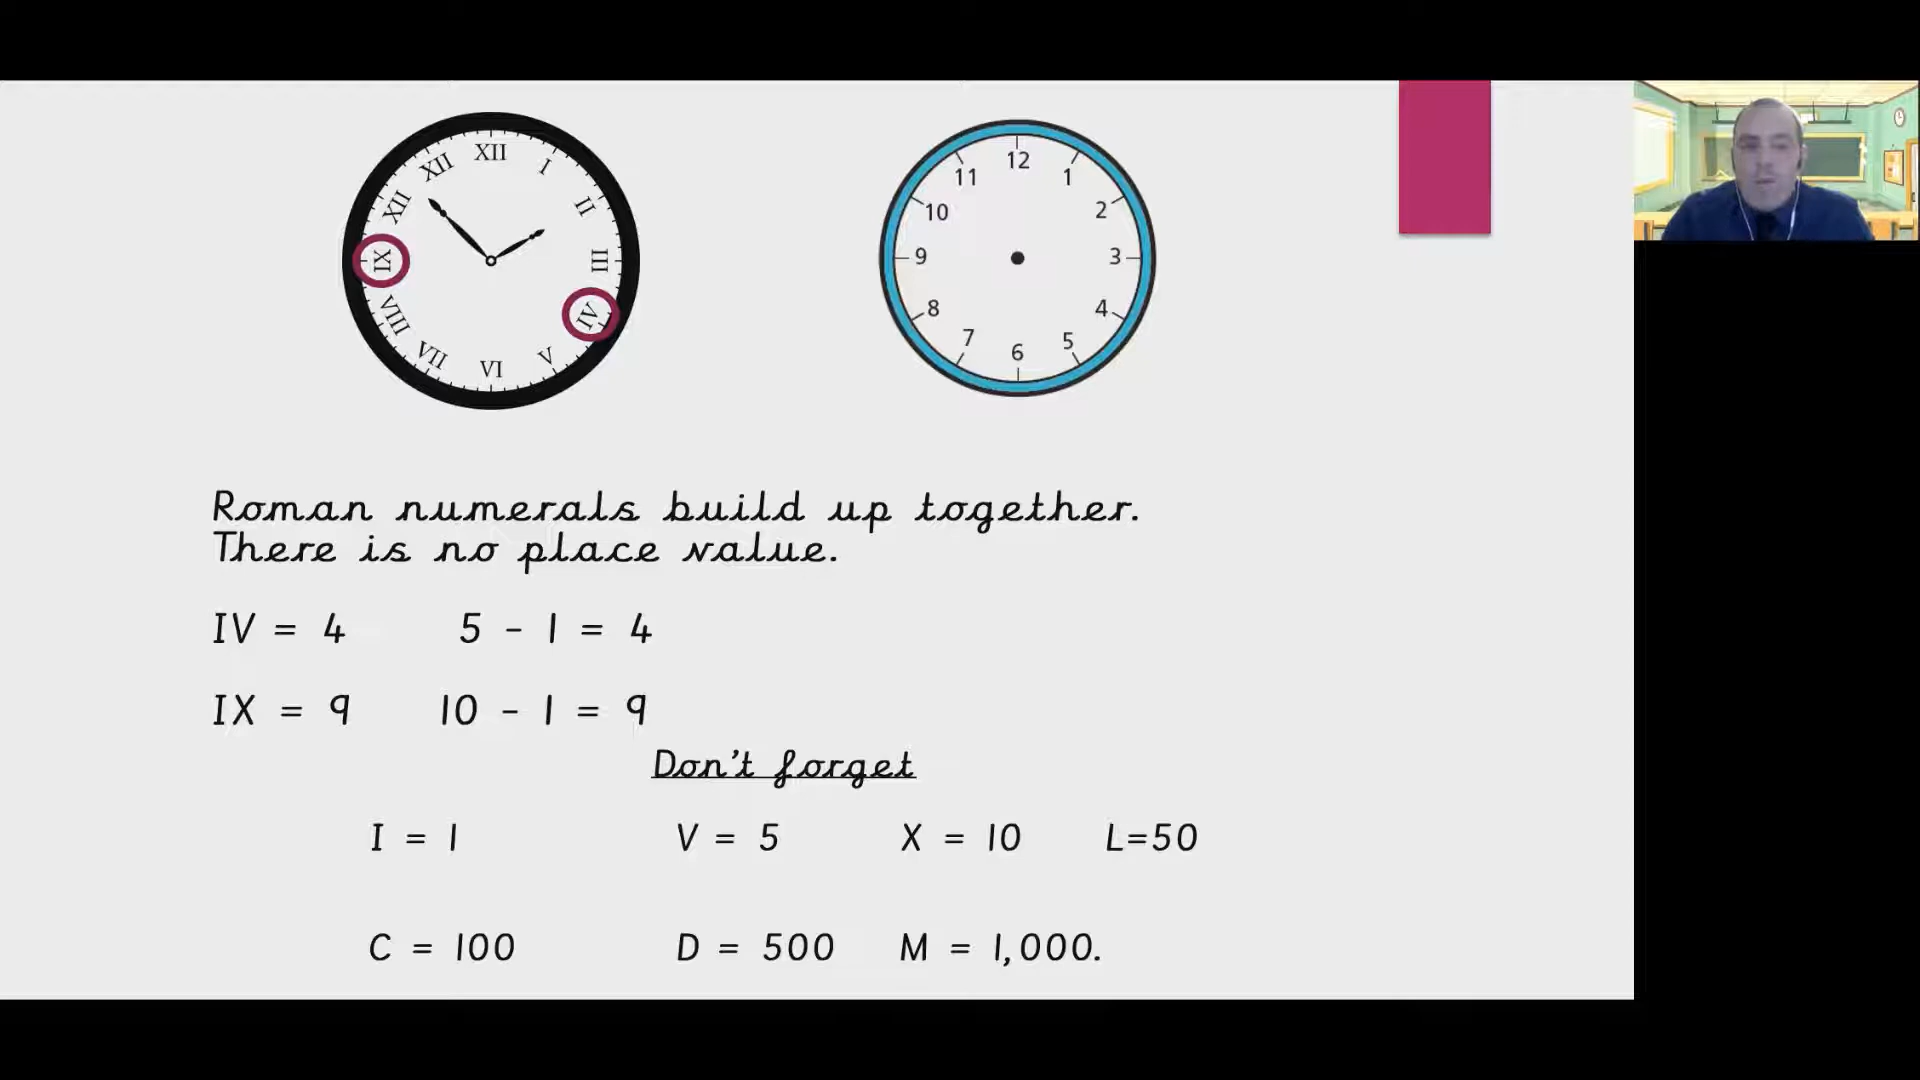 XII
I
II
III
IV
V
VI
VII
VIII
IX
XII
XII
12
1
2
3
4
5
6
7
8
9
10
11
Roman numerals build up together.
There is no place value.
IV = 4 5 - 1 = 4
IX = 9 10 - 1 = 9
Don't forget
I = 1 V = 5 X = 10 L=50
C = 100 D = 500 M = 1,000.